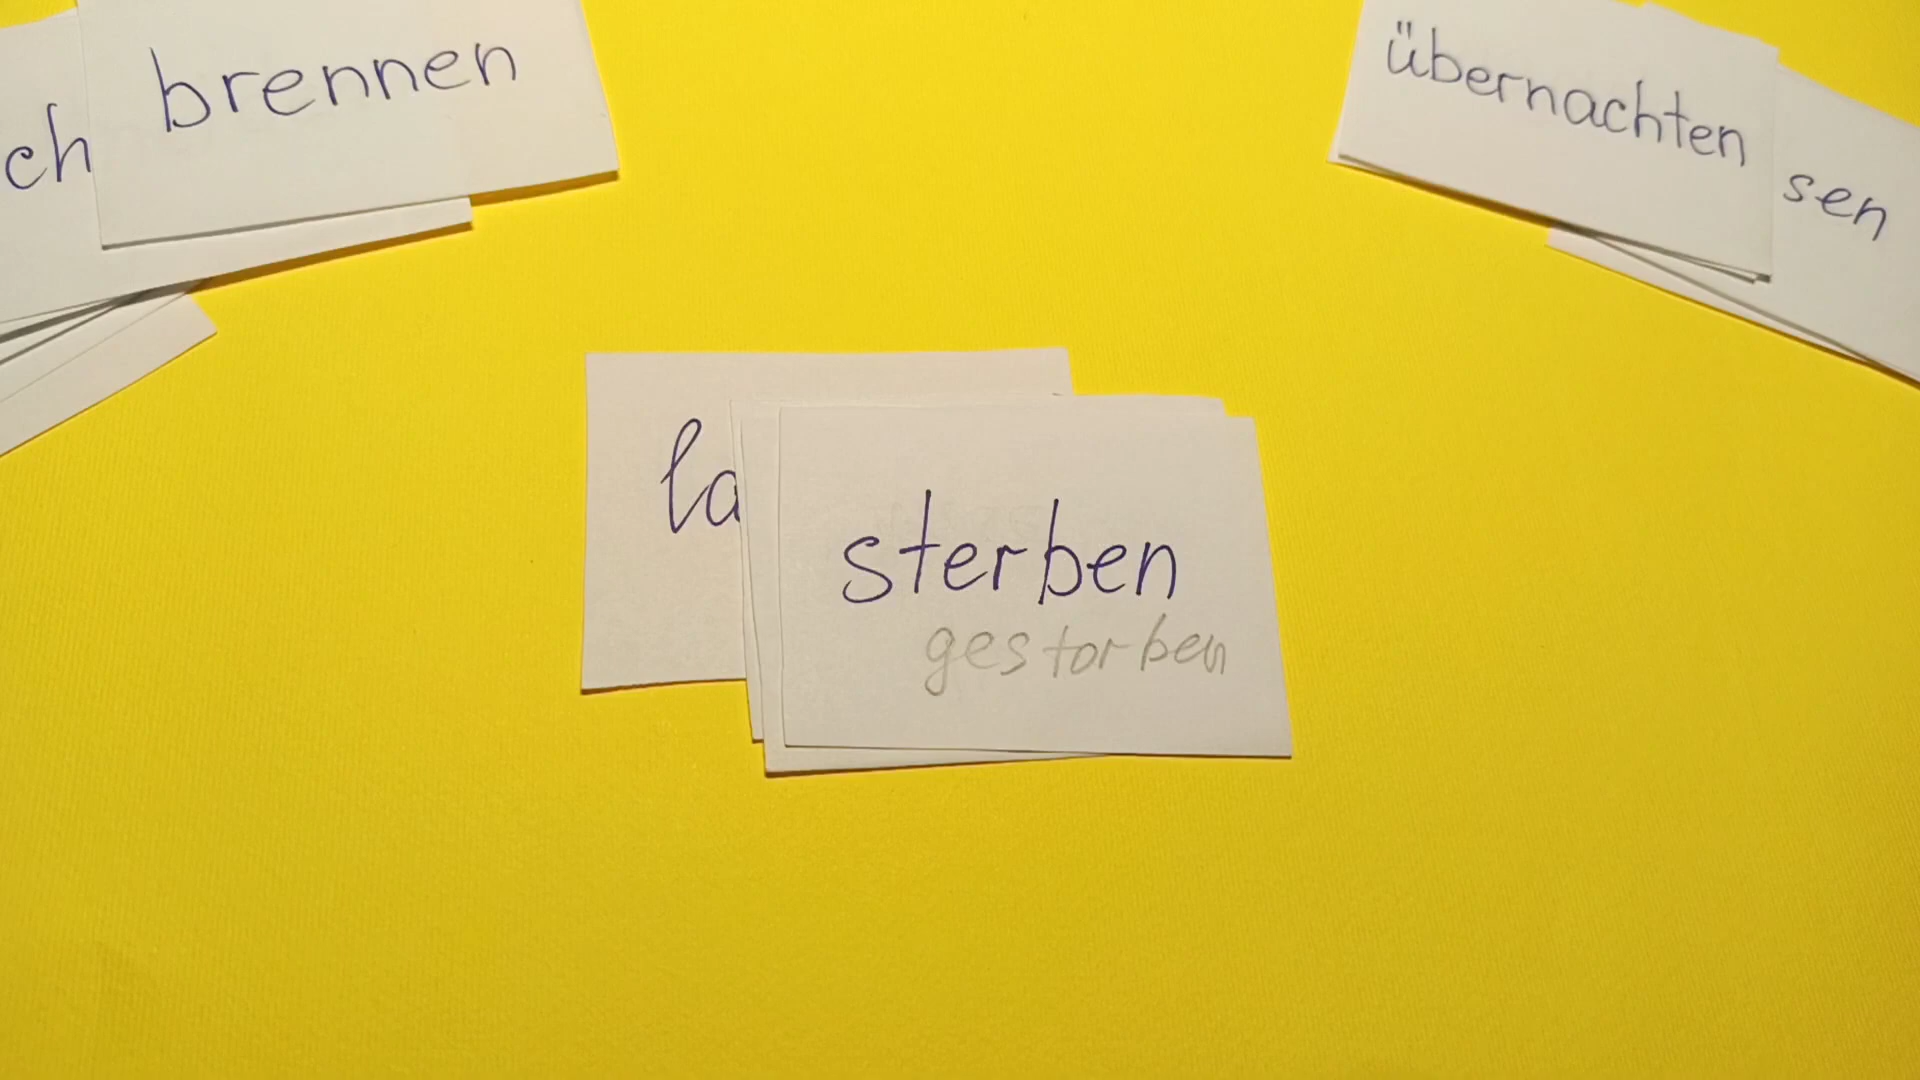 brennen
ch
übernachten
sen
la
sterben
gestorben